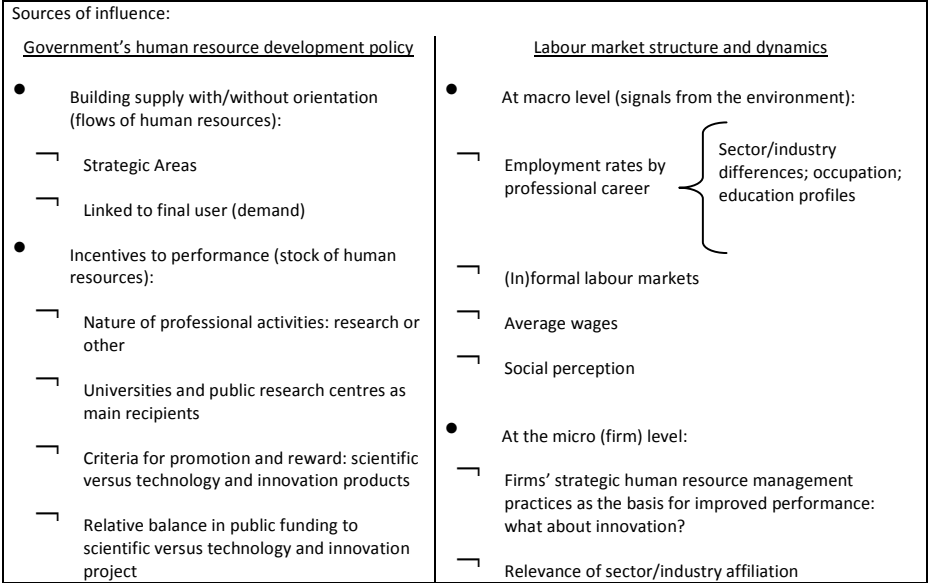 Sources of influence:
Government’s human resource development policy
Building supply with/without orientation
(flows of human resources):
Strategic Areas
Linked to final user (demand)
Incentives to performance (stock of human
resources):
Nature of professional activities: research or
other
Universities and public research centres as
main recipients
Criteria for promotion and reward: scientific
versus technology and innovation products
Relative balance in public funding to
scientific versus technology and innovation
project
Labour market structure and dynamics
At macro level (signals from the environment):
Employment rates by
professional career
Sector/industry
differences; occupation;
education profiles
(In)formal labour markets
Average wages
Social perception
At the micro (firm) level:
Firms’ strategic human resource management
practices as the basis for improved performance:
what about innovation?
Relevance of sector/industry affiliation